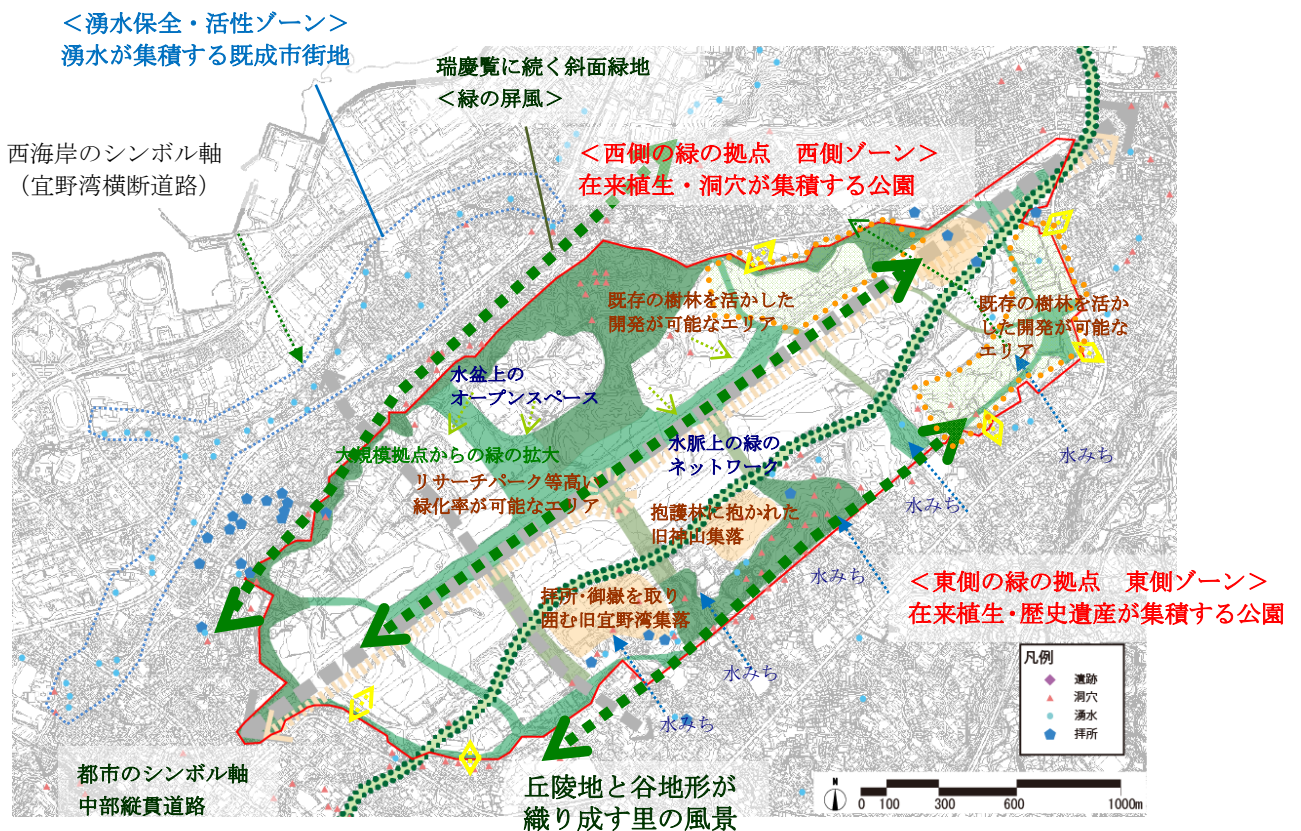 ＜湧水保全・活性ゾーン＞
湧水が集積する既成市街地
瑞慶覧に続く斜面緑地
＜緑の屏風＞
西海岸のシンボル軸
（宜野湾横断道路）
＜西側の緑の拠点　西側ゾーン＞
在来植生・洞穴が集積する公園
既存の樹林を活かした
開発が可能なエリア
既存の樹林を活か
した開発が可能な
エリア
水盆上の
オープンスペース
大規模拠点からの緑の拡大
リサーチパーク等高い
緑化率が可能なエリア
水脈上の緑の
ネットワーク
抱護林に抱かれた
旧神山集落
拝所･御嶽を取り
囲む旧宜野湾集落
水みち
水みち
水みち
水みち
水みち
＜東側の緑の拠点　東側ゾーン＞
在来植生･歴史遺産が集積する公園
凡例
遺跡
洞穴
湧水
拝所
都市のシンボル軸
中部縦貫道路
丘陵地と谷地形が
織り成す里の風景
N
0 100 300 600 1000m